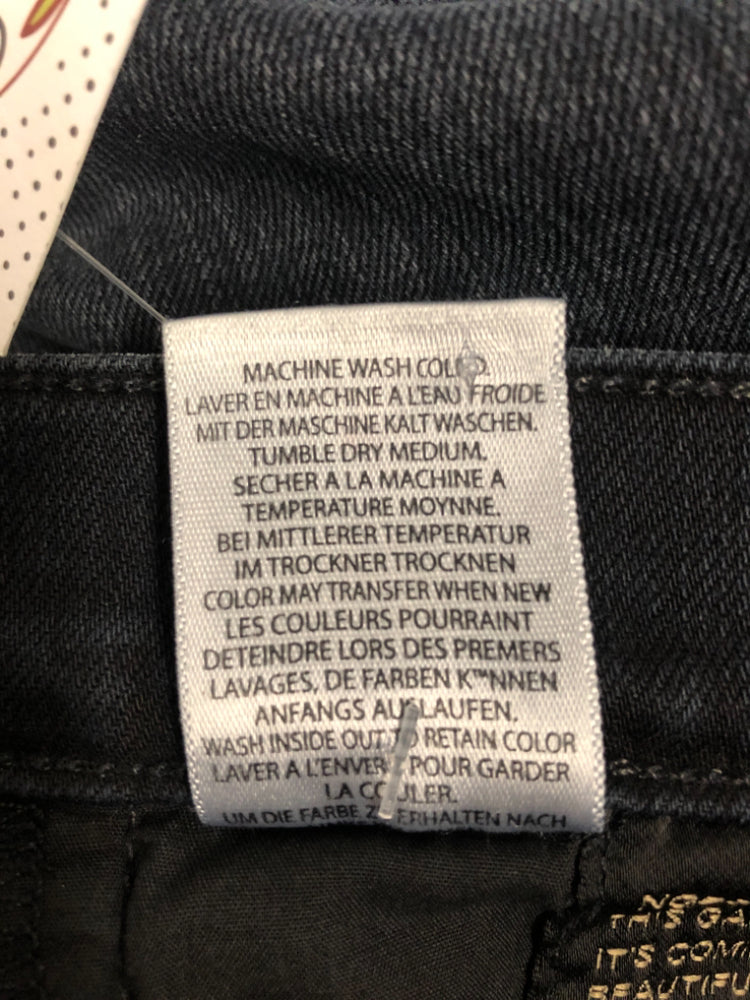 MACHINE WASH COLD.
LAVER EN MACHINE A L'EAU FROIDE
MIT DER MASCHINE KALT WASCHEN.
TUMBLE DRY MEDIUM.
SECHER A LA MACHINE A
TEMPERATURE MOYNNE.
BEI MITTLERER TEMPERATUR
IM TROCKNER TROCKNEN
COLOR MAY TRANSFER WHEN NEW
LES COULEURS POURRAINT
DETEINDRE LORS DES PREMERS
LAVAGES, DE FARBEN K™NNEN
ANFANGS AUSLAUFEN.
WASH INSIDE OUT TO RETAIN COLOR
LAVER A L'ENVERS POUR GARDER
LA COULER.
UM DIE FARBE ZU ERHALTEN NACH
THIS GA
IT'S COMI
BEAUTIFU